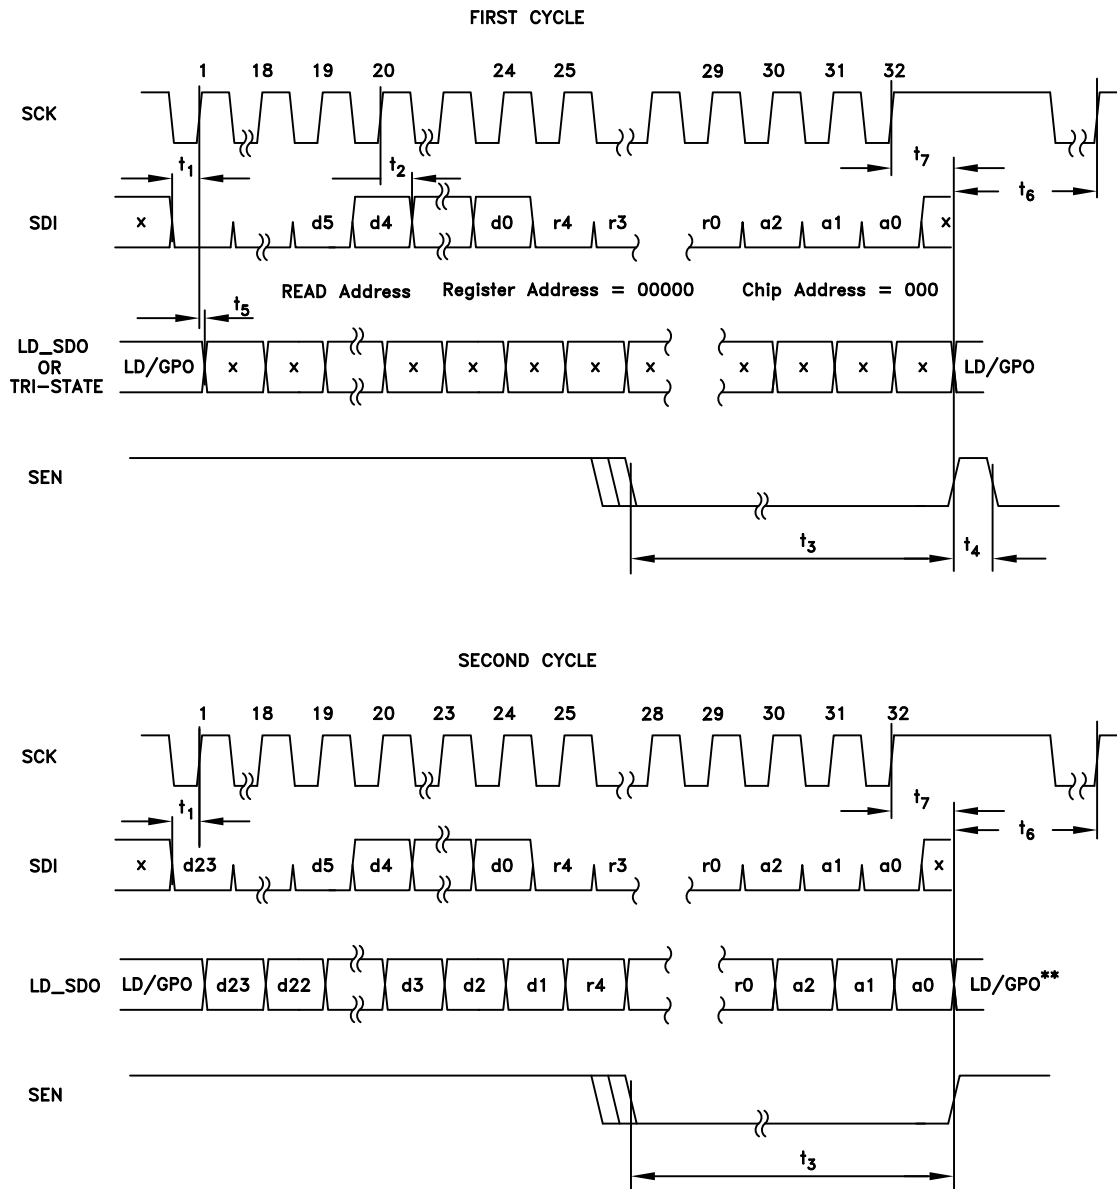 FIRST CYCLE
1 18 19 20 24 25 29 30 31 32
SCK
t1 t2 t7 t6
SDI x d5 d4 d0 r4 r3 r0 a2 a1 a0 x
READ Address Register Address = 00000 Chip Address = 000
t5
LD_SDO
OR
TRI-STATE
LD/GPO x x x x x x x x x x x LD/GPO
SEN
t3 t4
SECOND CYCLE
1 18 19 20 23 24 25 28 29 30 31 32
SCK
t1 t7 t6
SDI x d23 d5 d4 d0 r4 r3 r0 a2 a1 a0 x
LD_SDO LD/GPO d23 d22 d3 d2 d1 r4 r0 a2 a1 a0 LD/GPO**
SEN
t3